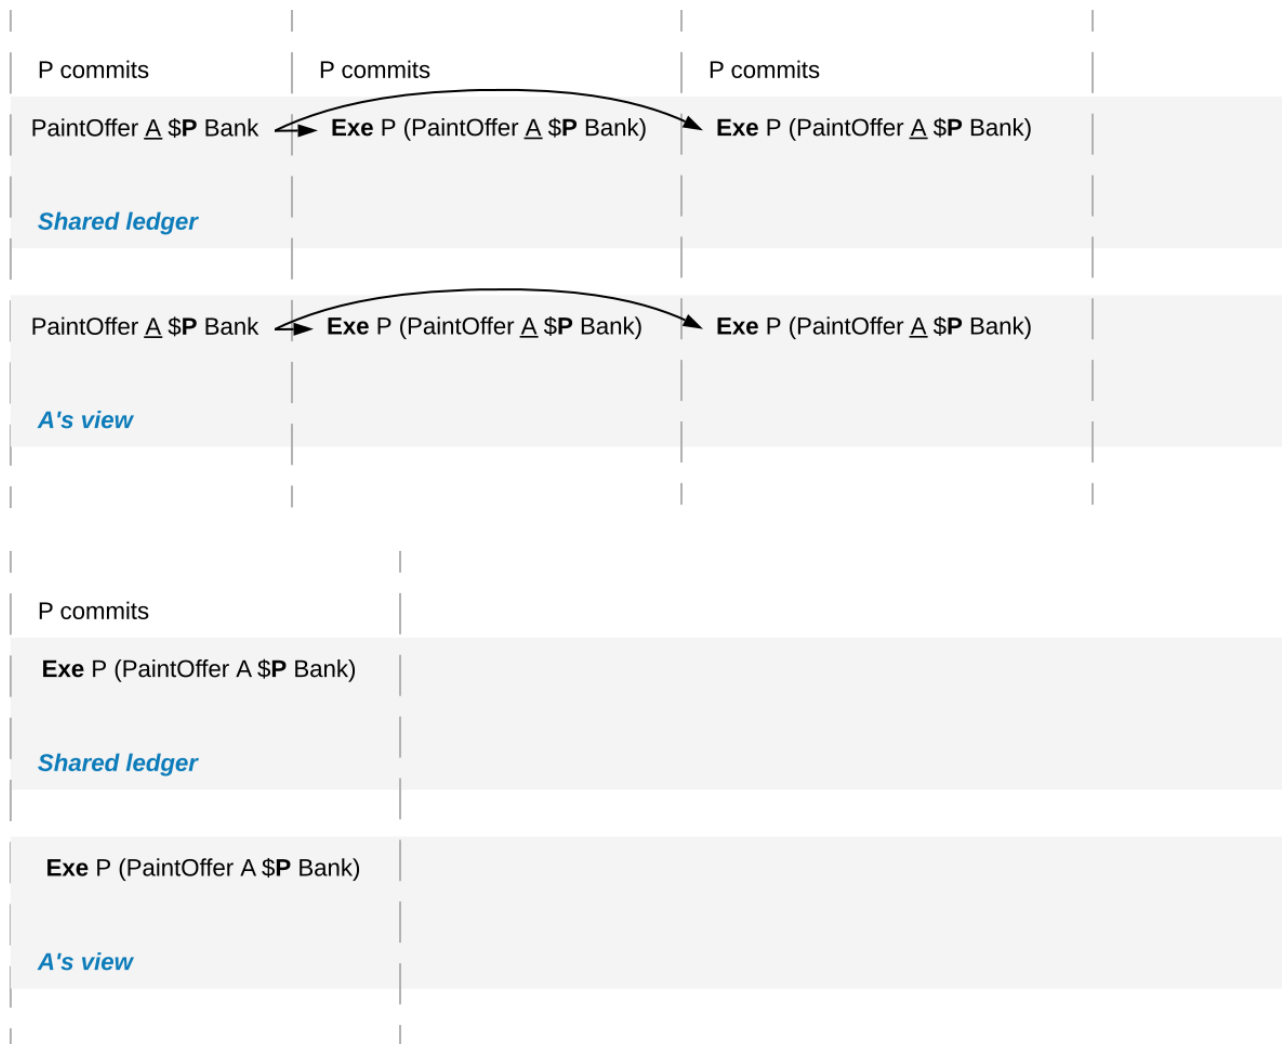 P commits P commits P commits
PaintOffer A $P Bank Exe P (PaintOffer A $P Bank) Exe P (PaintOffer A $P Bank)
Shared ledger
PaintOffer A $P Bank Exe P (PaintOffer A $P Bank) Exe P (PaintOffer A $P Bank)
A's view
P commits
Exe P (PaintOffer A $P Bank)
Shared ledger
Exe P (PaintOffer A $P Bank)
A's view